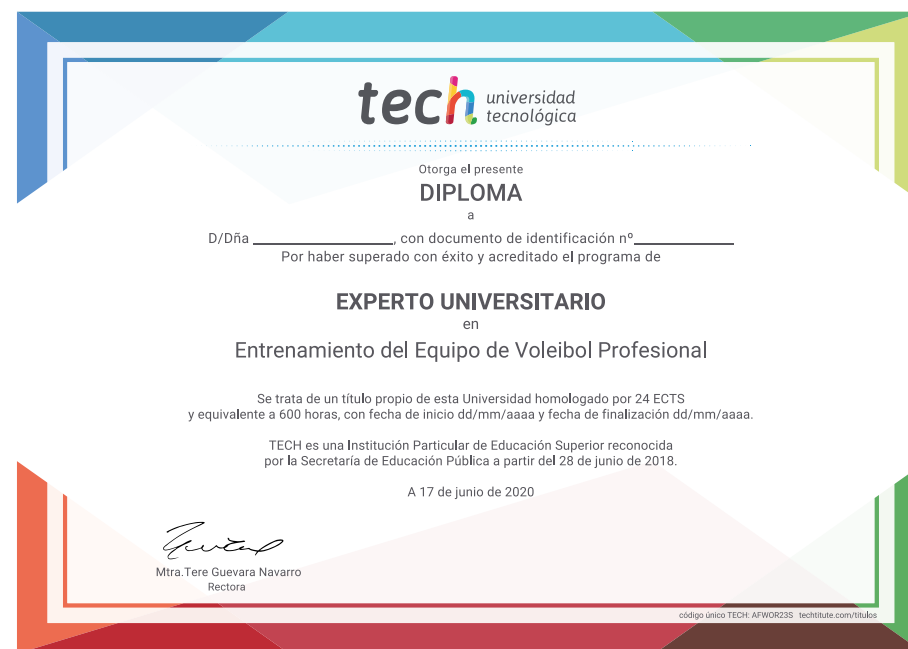 tech universidad
tecnológica
Otorga el presente
DIPLOMA
a
D/Dña ____________________, con documento de identificación nº______________
Por haber superado con éxito y acreditado el programa de
EXPERTO UNIVERSITARIO
en
Entrenamiento del Equipo de Voleibol Profesional
Se trata de un título propio de esta Universidad homologado por 24 ECTS
y equivalente a 600 horas, con fecha de inicio dd/mm/aaaa y fecha de finalización dd/mm/aaaa.
TECH es una Institución Particular de Educación Superior reconocida
por la Secretaría de Educación Pública a partir del 28 de junio de 2018.
A 17 de junio de 2020
Mtra.Tere Guevara Navarro
Rectora
código único TECH: AFWOR23S techtitute.com/titulos